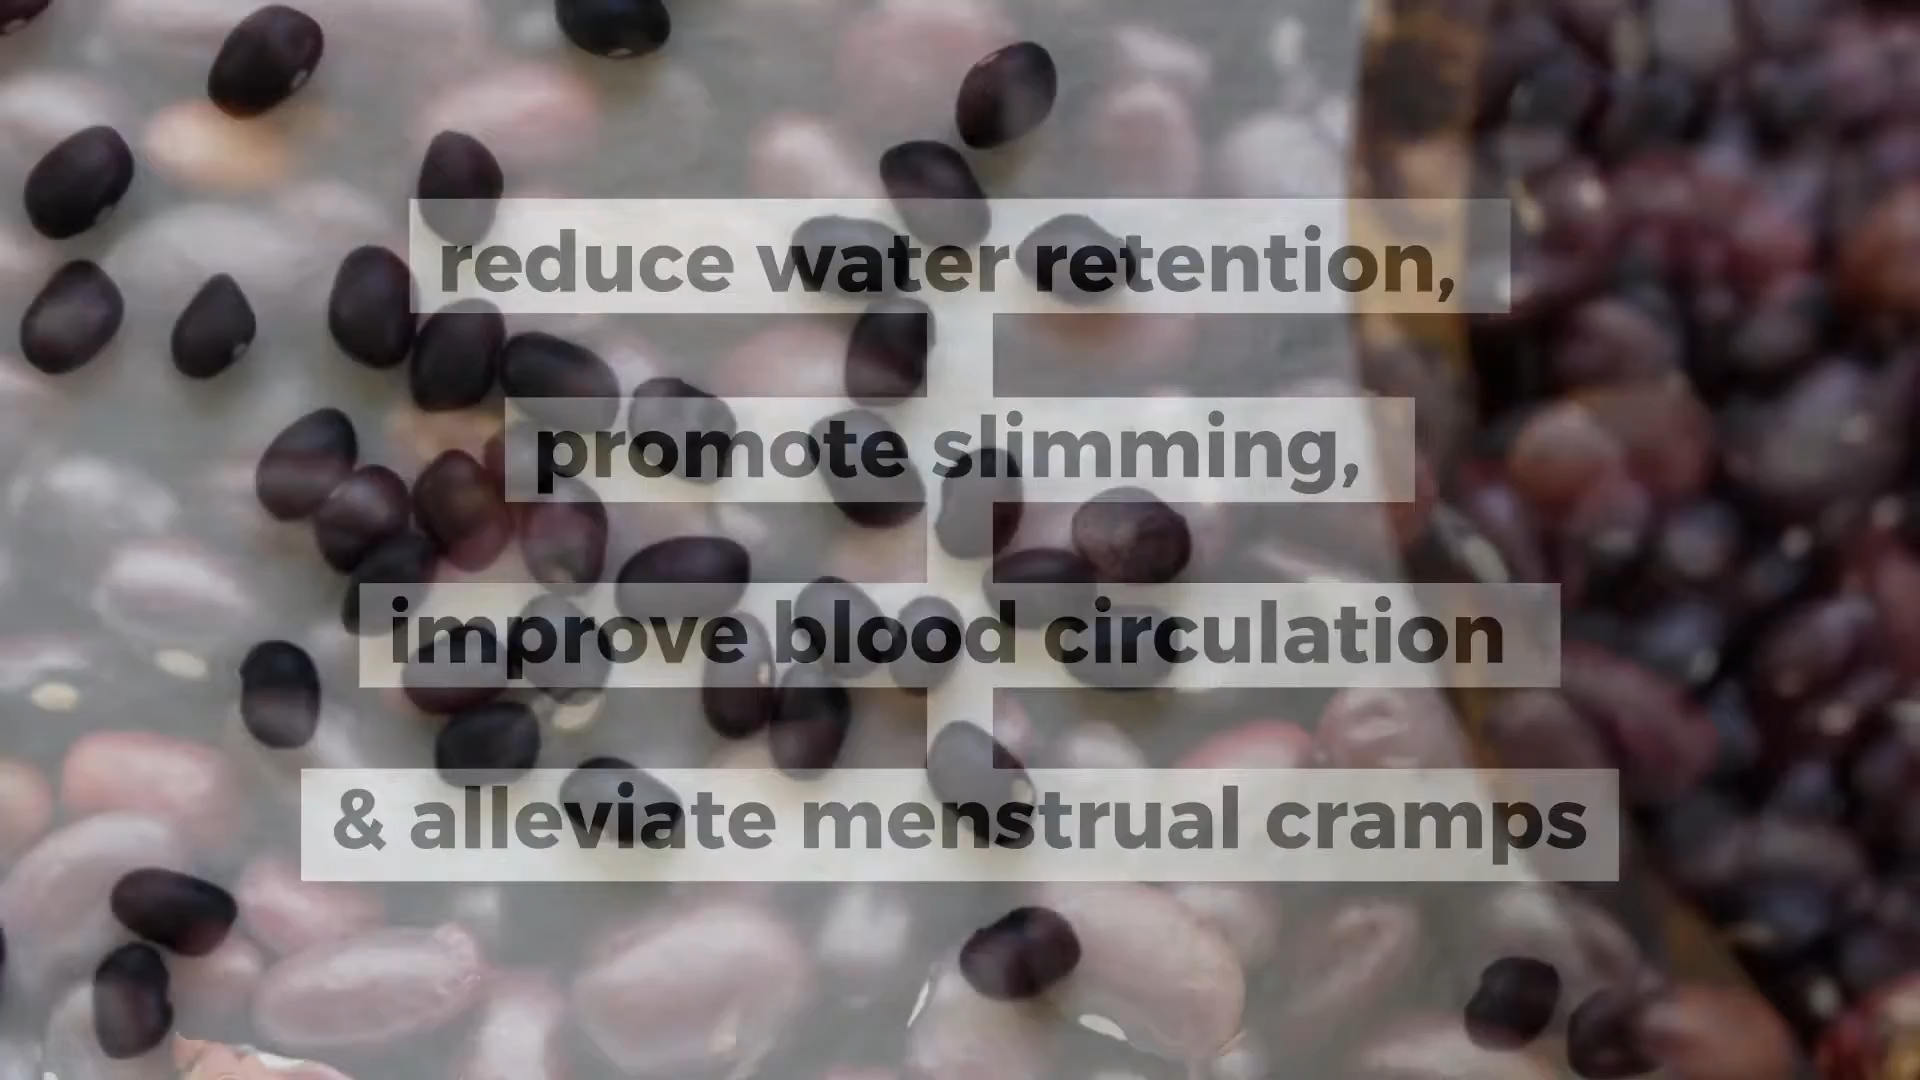 reduce water retention,
promote slimming,
improve blood circulation
& alleviate menstrual cramps